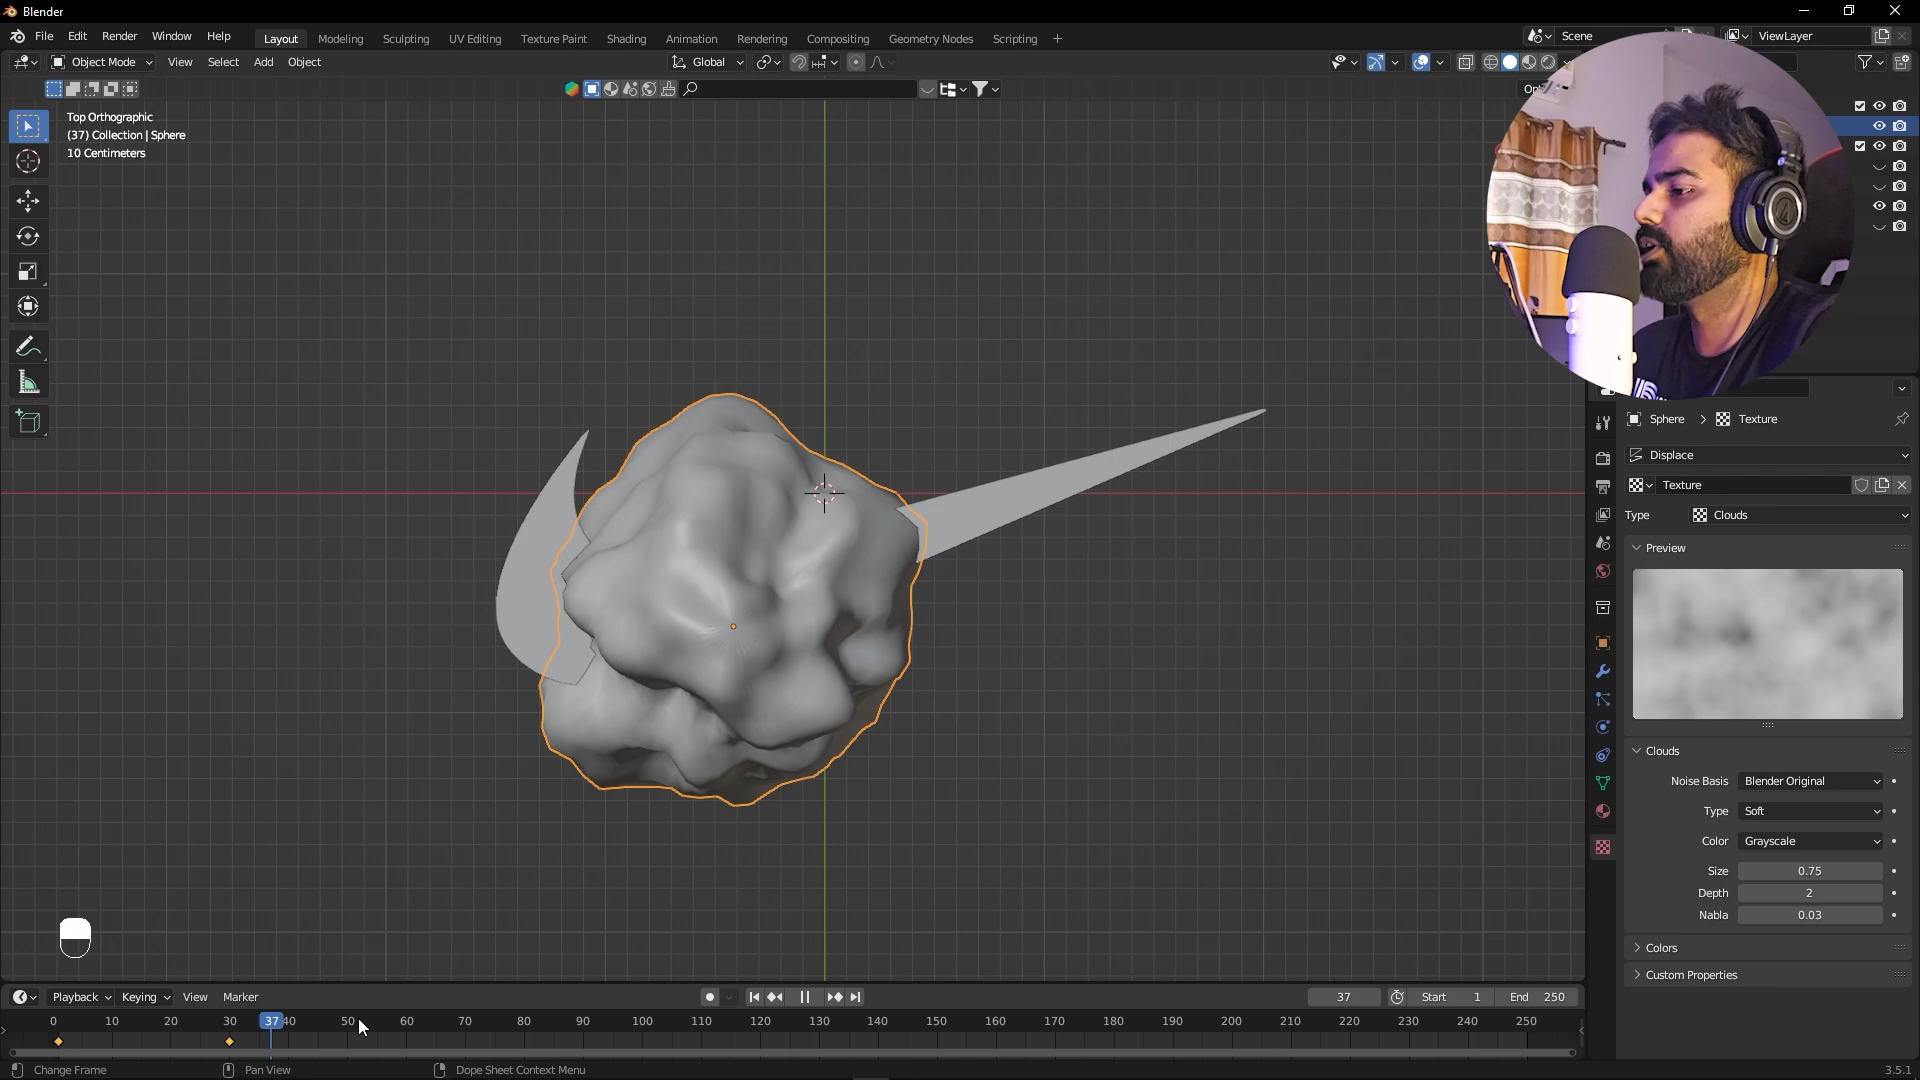 Blender
File Edit Render Window Help
Layout Modeling Sculpting UV Editing Texture Paint Shading Animation Rendering Compositing Geometry Nodes Scripting +
Scene
ViewLayer
Object Mode View Select Add Object
Global
Top Orthographic
(37) Collection | Sphere
10 Centimeters
Sphere > Texture
Displace
Texture
Type Clouds
Preview
Clouds
Noise Basis Blender Original
Type Soft
Color Grayscale
Size 0.75
Depth 2
Nabla 0.03
Colors
Custom Properties
Playback Keying View Marker
37 Start 1 End 250
0 10 20 30 37 40 50 60 70 80 90 100 110 120 130 140 150 160 170 180 190 200 210 220 230 240 250
Change Frame Pan View Dope Sheet Context Menu 3.5.1